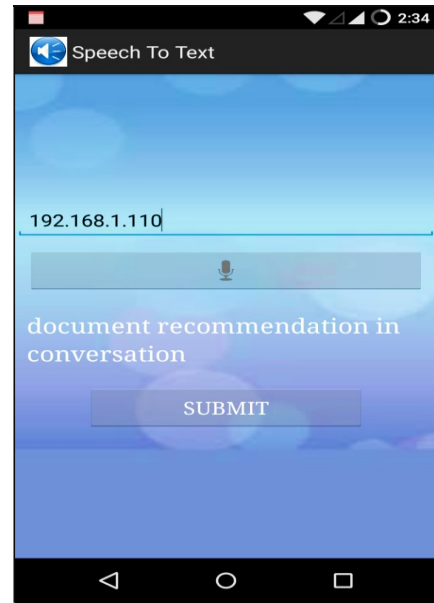 2:34
Speech To Text
192.168.1.110
document recommendation in
conversation
SUBMIT